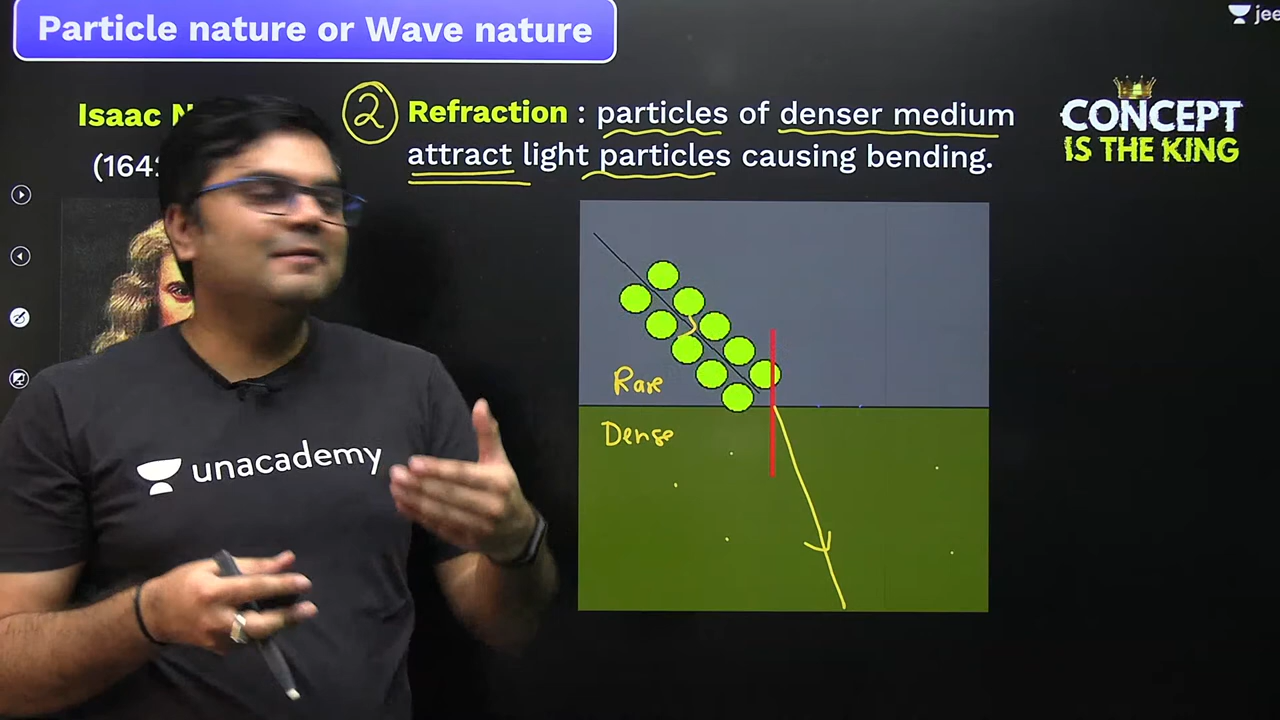 Particle nature or Wave nature
jee
Isaac N
(164
2 Refraction : particles of denser medium
attract light particles causing bending.
CONCEPT
IS THE KING
Rare
Dense
unacademy